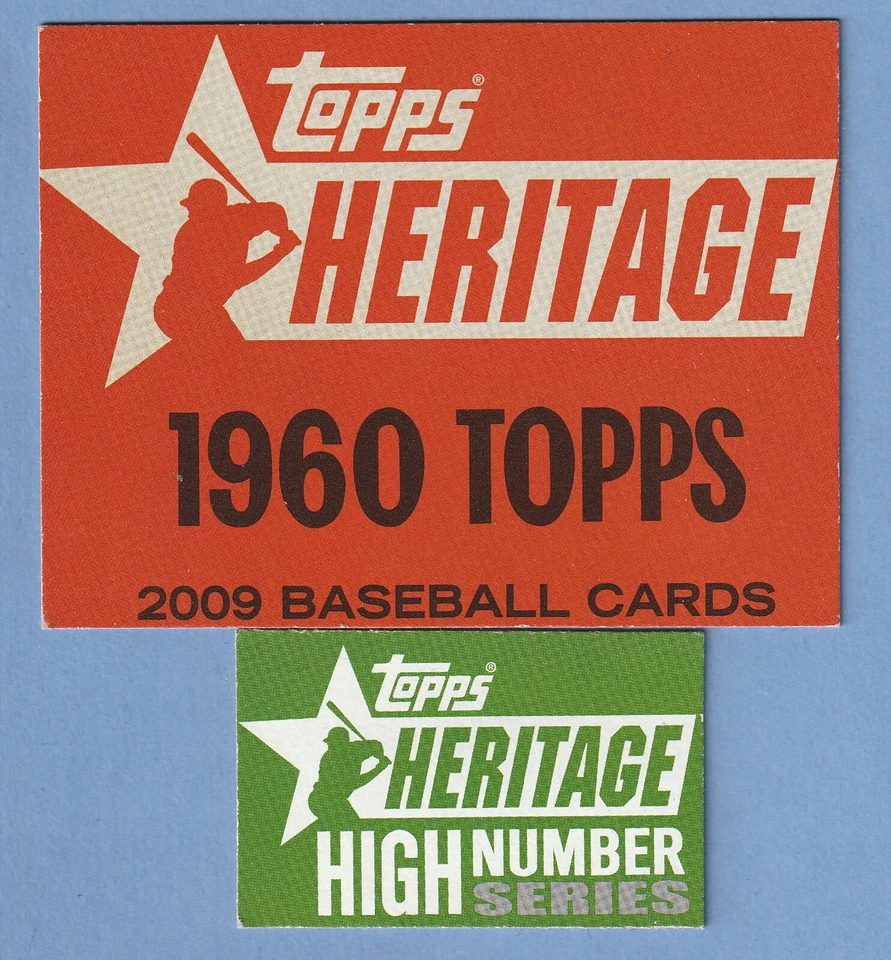 Topps®
HERITAGE
1960 TOPPS
2009 BASEBALL CARDS
Topps®
HERITAGE
HIGH NUMBER
SERIES